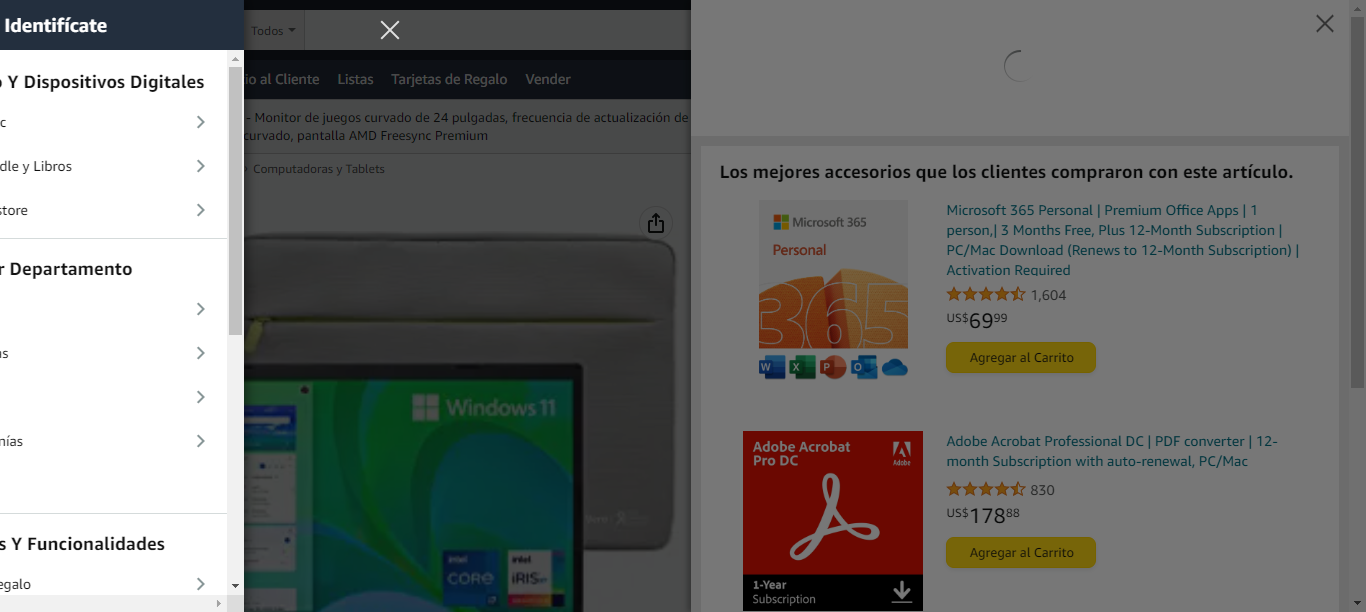 Identifícate
Y Dispositivos Digitales
c
dle y Libros
store
r Departamento
as
nías
s Y Funcionalidades
egalo
Todos
io al Cliente
Listas
Tarjetas de Regalo
Vender
- Monitor de juegos curvado de 24 pulgadas, frecuencia de actualización de
curvado, pantalla AMD Freesync Premium
› Computadoras y Tablets
Windows 11
intel
CORE
i7
intel
iRIS xe
Los mejores accesorios que los clientes compraron con este artículo.
Microsoft 365
Personal
365
W
X
P
O
Microsoft 365 Personal | Premium Office Apps | 1
person,| 3 Months Free, Plus 12-Month Subscription |
PC/Mac Download (Renews to 12-Month Subscription) |
Activation Required
1,604
US$6999
Agregar al Carrito
Adobe Acrobat
Pro DC
Adobe
1-Year
Subscription
Adobe Acrobat Professional DC | PDF converter | 12-
month Subscription with auto-renewal, PC/Mac
830
US$17888
Agregar al Carrito